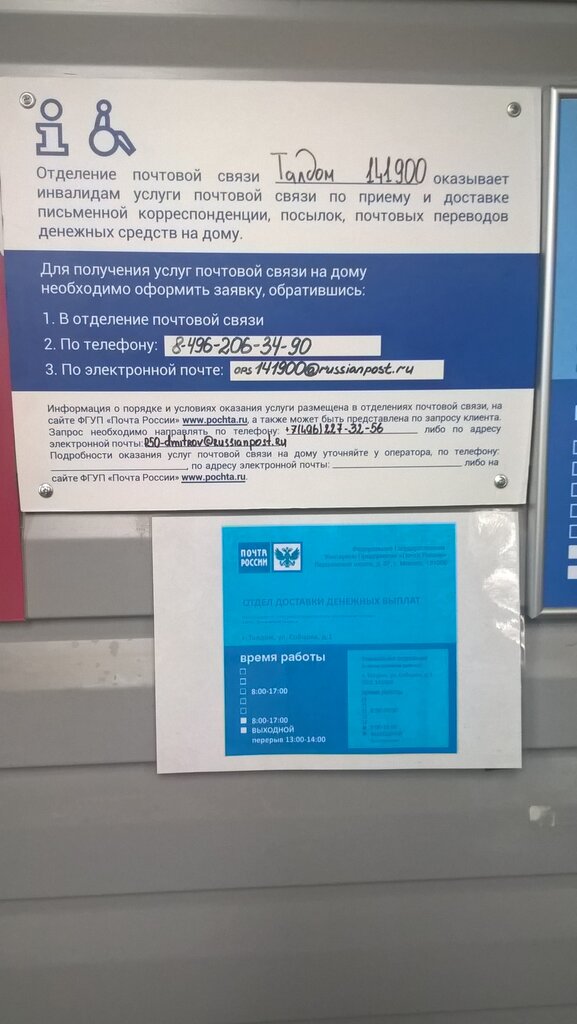 Отделение почтовой связи Талдом 141900 оказывает
инвалидам услуги почтовой связи по приему и доставке
письменной корреспонденции, посылок, почтовых переводов
денежных средств на дому.
Для получения услуг почтовой связи на дому
необходимо оформить заявку, обратившись:
1. В отделение почтовой связи
2. По телефону: 8-496-206-34-90
3. По электронной почте: ops141900@russianpost.ru
Информация о порядке и условиях оказания услуги размещена в отделениях почтовой связи, на
сайте ФГУП «Почта России» www.pochta.ru, а также может быть представлена по запросу клиента.
Запрос необходимо направлять по телефону: +7(496)227-32-56 либо по адресу
электронной почты: R50-dmitrov@russianpost.ru
Подробности оказания услуг почтовой связи на дому уточняйте у оператора, по телефону:
, по адресу электронной почты: либо на
сайте ФГУП «Почта России» www.pochta.ru.
ПОЧТА
РОССИИ
ОТДЕЛ ДОСТАВКИ ДЕНЕЖНЫХ ВЫПЛАТ
г.Талдом, ул. Собцова, д.1
время работы
8:00-17:00
8:00-17:00
ВЫХОДНОЙ
перерыв 13:00-14:00